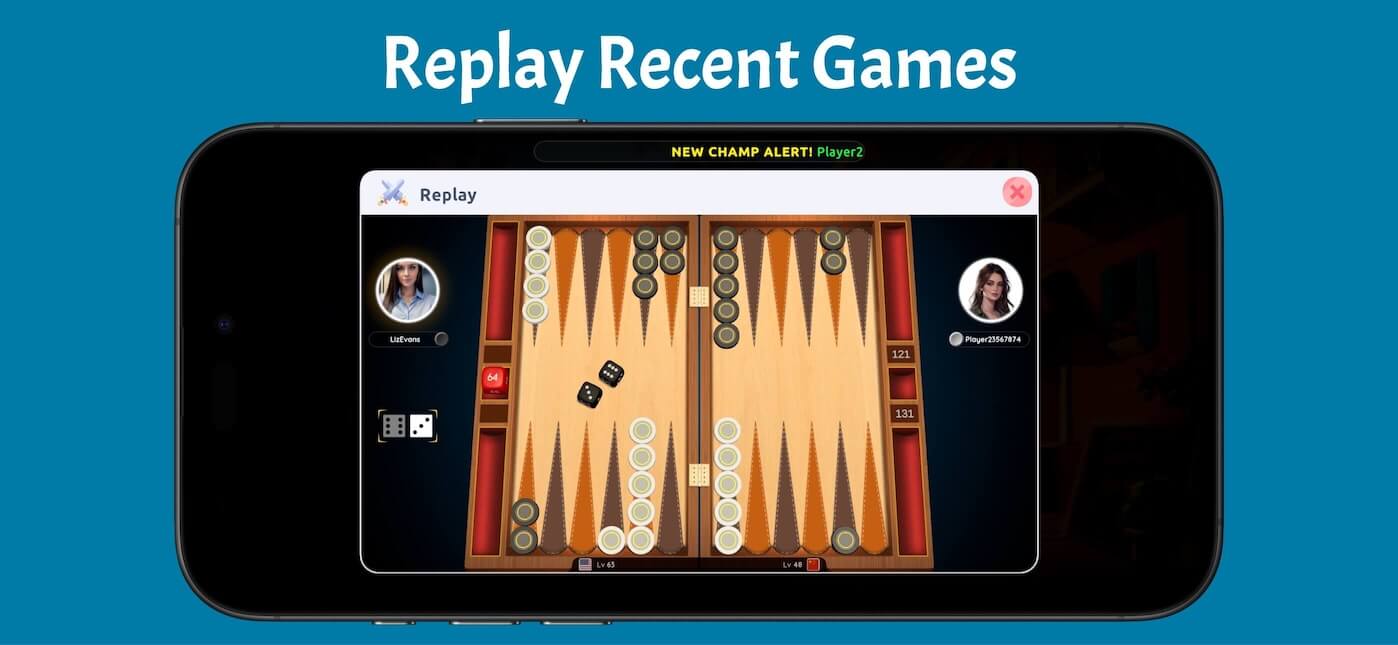 Replay Recent Games
NEW CHAMP ALERT! Player2
Replay
LizEvans
Player23567874
121
64
131
Lv 63
Lv 48